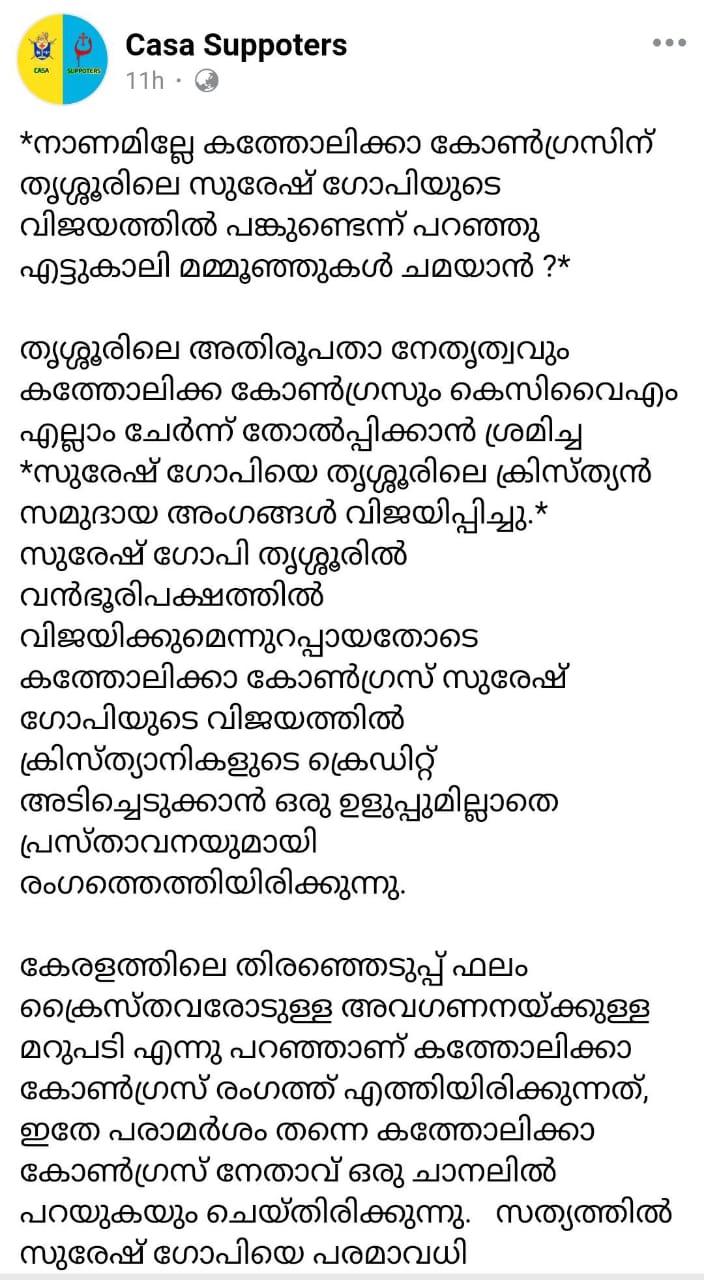 Casa Suppoters
11h ·
CASA
SUPPOTERS
*നാണമില്ലേ കത്തോലിക്കാ കോൺഗ്രസിന്
തൃശ്ശൂരിലെ സുരേഷ് ഗോപിയുടെ
വിജയത്തിൽ പങ്കുണ്ടെന്ന് പറഞ്ഞു
എട്ടുകാലി മമ്മൂഞ്ഞുകൾ ചമയാൻ ?*
തൃശ്ശൂരിലെ അതിരൂപതാ നേതൃത്വവും
കത്തോലിക്ക കോൺഗ്രസും കെസിവൈഎം
എല്ലാം ചേർന്ന് തോൽപ്പിക്കാൻ ശ്രമിച്ച
*സുരേഷ് ഗോപിയെ തൃശ്ശൂരിലെ ക്രിസ്ത്യൻ
സമുദായ അംഗങ്ങൾ വിജയിപ്പിച്ചു.*
സുരേഷ് ഗോപി തൃശ്ശൂരിൽ
വൻഭൂരിപക്ഷത്തിൽ
വിജയിക്കുമെന്നുറപ്പായതോടെ
കത്തോലിക്കാ കോൺഗ്രസ് സുരേഷ്
ഗോപിയുടെ വിജയത്തിൽ
ക്രിസ്ത്യാനികളുടെ ക്രെഡിറ്റ്
അടിച്ചെടുക്കാൻ ഒരു ഉളുപ്പുമില്ലാതെ
പ്രസ്താവനയുമായി
രംഗത്തെത്തിയിരിക്കുന്നു.
കേരളത്തിലെ തിരഞ്ഞെടുപ്പ് ഫലം
ക്രൈസ്തവരോടുള്ള അവഗണനയ്ക്കുള്ള
മറുപടി എന്നു പറഞ്ഞാണ് കത്തോലിക്കാ
കോൺഗ്രസ് രംഗത്ത് എത്തിയിരിക്കുന്നത്,
ഇതേ പരാമർശം തന്നെ കത്തോലിക്കാ
കോൺഗ്രസ് നേതാവ് ഒരു ചാനലിൽ
പറയുകയും ചെയ്തിരിക്കുന്നു. സത്യത്തിൽ
സുരേഷ് ഗോപിയെ പരമാവധി